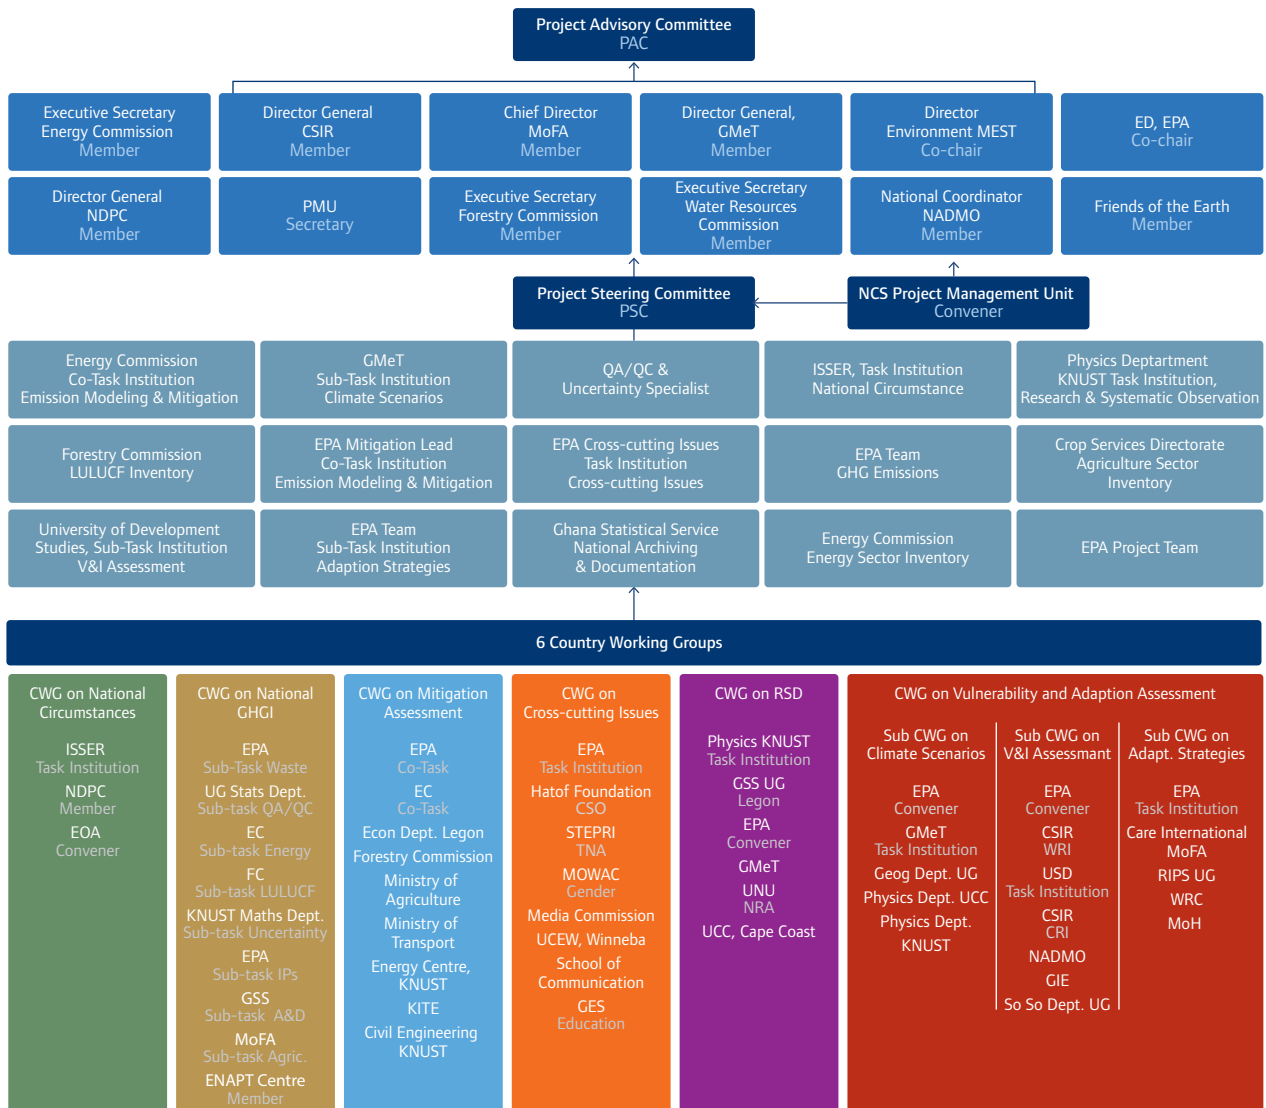 Project Advisory Committee
PAC
Executive Secretary
Energy Commission
Member
Director General
CSIR
Member
Chief Director
MoFA
Member
Director General,
GMeT
Member
Director
Environment MEST
Co-chair
ED, EPA
Co-chair
Director General
NDPC
Member
PMU
Secretary
Executive Secretary
Forestry Commission
Member
Executive Secretary
Water Resources
Commission
Member
National Coordinator
NADMO
Member
Friends of the Earth
Member
Project Steering Committee
PSC
NCS Project Management Unit
Convener
Energy Commission
Co-Task Institution
Emission Modeling & Mitigation
GMeT
Sub-Task Institution
Climate Scenarios
QA/QC &
Uncertainty Specialist
ISSER, Task Institution
National Circumstance
Physics Deptartment
KNUST Task Institution,
Research & Systematic Observation
Forestry Commission
LULUCF Inventory
EPA Mitigation Lead
Co-Task Institution
Emission Modeling & Mitigation
EPA Cross-cutting Issues
Task Institution
Cross-cutting Issues
EPA Team
GHG Emissions
Crop Services Directorate
Agriculture Sector
Inventory
University of Development
Studies, Sub-Task Institution
V&I Assessment
EPA Team
Sub-Task Institution
Adaption Strategies
Ghana Statistical Service
National Archiving
& Documentation
Energy Commission
Energy Sector Inventory
EPA Project Team
6 Country Working Groups
CWG on National
Circumstances
ISSER
Task Institution
NDPC
Member
EOA
Convener
CWG on National
GHGI
EPA
Sub-Task Waste
UG Stats Dept.
Sub-task QA/QC
EC
Sub-task Energy
FC
Sub-task LULUCF
KNUST Maths Dept.
Sub-task Uncertainty
EPA
Sub-task IPs
GSS
Sub-task A&D
MoFA
Sub-task Agric.
ENAPT Centre
Member
CWG on Mitigation
Assessment
EPA
Co-Task
EC
Co-Task
Econ Dept. Legon
Forestry Commission
Ministry of
Agriculture
Ministry of
Transport
Energy Centre,
KNUST
KITE
Civil Engineering
KNUST
CWG on
Cross-cutting Issues
EPA
Task Institution
Hatof Foundation
CSO
STEPRI
TNA
MOWAC
Gender
Media Commission
UCEW, Winneba
School of
Communication
GES
Education
CWG on RSD
Physics KNUST
Task Institution
GSS UG
Legon
EPA
Convener
GMeT
UNU
NRA
UCC, Cape Coast
CWG on Vulnerability and Adaption Assessment
Sub CWG on
Climate Scenarios
EPA
Convener
GMeT
Task Institution
Geog Dept. UG
Physics Dept. UCC
Physics Dept.
KNUST
Sub CWG on
V&I Assessmant
EPA
Convener
CSIR
WRI
USD
Task Institution
CSIR
CRI
NADMO
GIE
So So Dept. UG
Sub CWG on
Adapt. Strategies
EPA
Task Institution
Care International
MoFA
RIPS UG
WRC
MoH